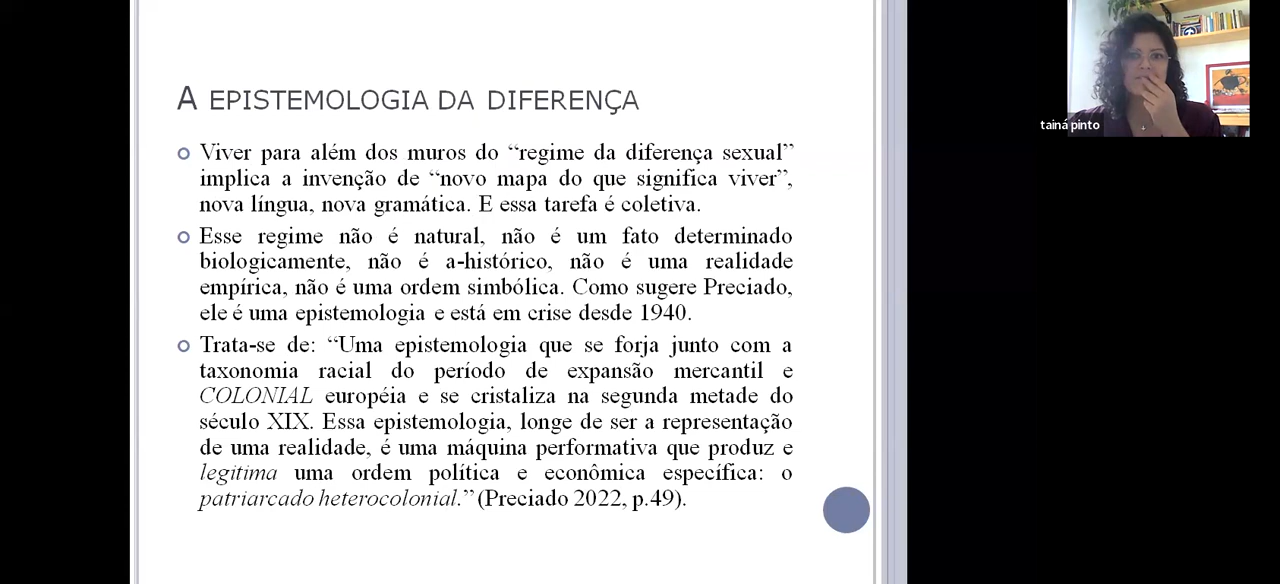 A EPISTEMOLOGIA DA DIFERENÇA
Viver para além dos muros do “regime da diferença sexual”
implica a invenção de “novo mapa do que significa viver”,
nova língua, nova gramática. E essa tarefa é coletiva.
Esse regime não é natural, não é um fato determinado
biologicamente, não é a-histórico, não é uma realidade
empírica, não é uma ordem simbólica. Como sugere Preciado,
ele é uma epistemologia e está em crise desde 1940.
Trata-se de: “Uma epistemologia que se forja junto com a
taxonomia racial do período de expansão mercantil e
COLONIAL européia e se cristaliza na segunda metade do
século XIX. Essa epistemologia, longe de ser a representação
de uma realidade, é uma máquina performativa que produz e
legitima uma ordem política e econômica específica: o
patriarcado heterocolonial.” (Preciado 2022, p.49).
tainá pinto